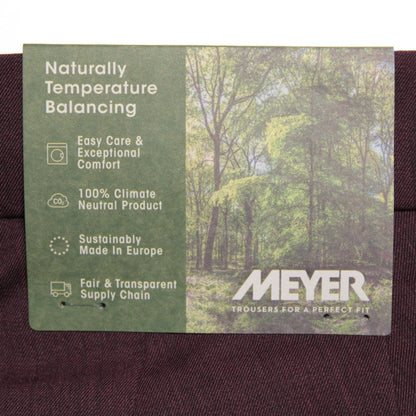 Naturally
Temperature
Balancing
Easy Care &
Exceptional
Comfort
CO₂
100% Climate
Neutral Product
Sustainably
Made In Europe
Fair & Transparent
Supply Chain
MEYER
TROUSERS FOR A PERFECT FIT